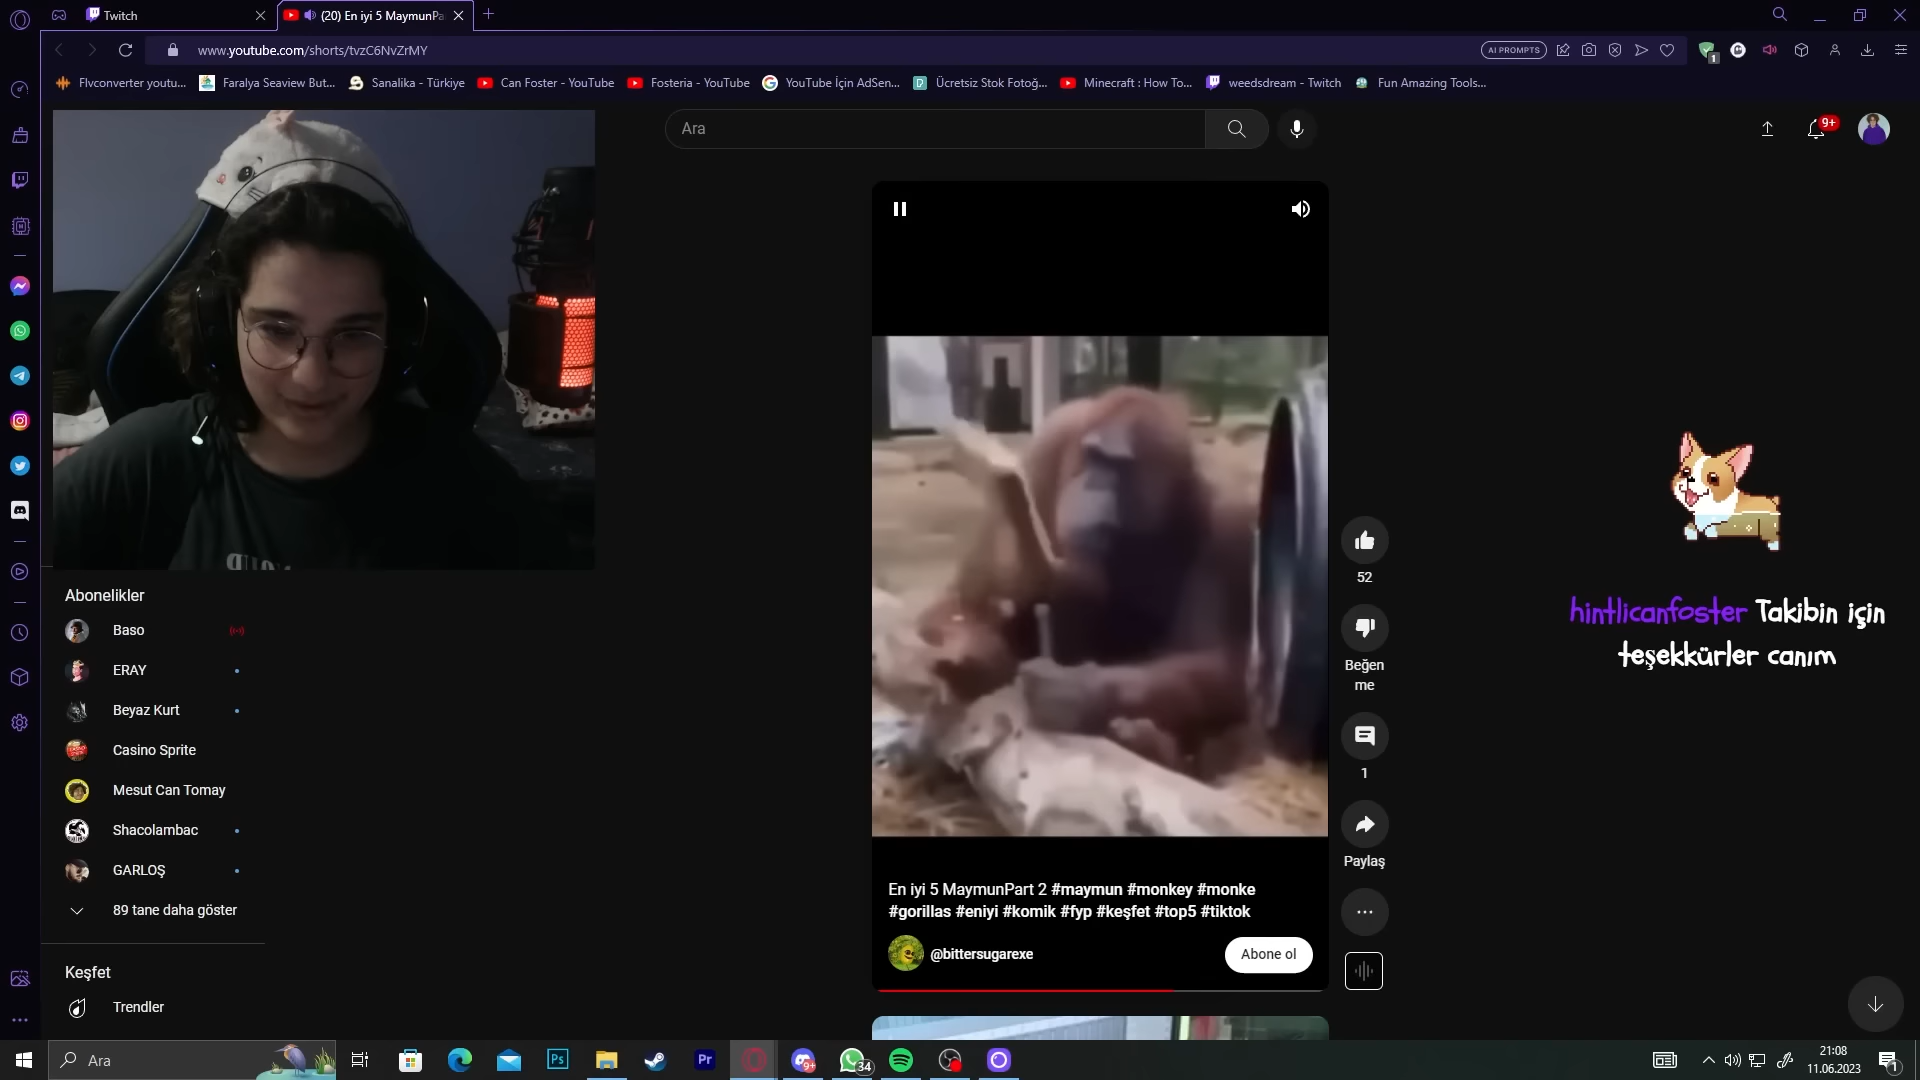 Twitch
(20) En iyi 5 MaymunPa
www.youtube.com/shorts/tvzC6NvZrMY
AI PROMPTS
1
Flvconverter youtu...
Faralya Seaview But...
Sanalika - Türkiye
Can Foster - YouTube
Fosteria - YouTube
YouTube İçin AdSen...
Ücretsiz Stok Fotoğ...
Minecraft : How To...
weedsdream - Twitch
Fun Amazing Tools...
Ara
9+
52
Beğen
me
1
Paylaş
hintlicanfoster Takibin için
teşekkürler canım
Abonelikler
Baso
ERAY
Beyaz Kurt
Casino Sprite
Mesut Can Tomay
Shacolambac
GARLOŞ
89 tane daha göster
Keşfet
Trendler
En iyi 5 MaymunPart 2 #maymun #monkey #monke
#gorillas #eniyi #komik #fyp #keşfet #top5 #tiktok
@bittersugarexe
Abone ol
Ara
Ps
Pr
9+
34
21:08
11.06.2023
1